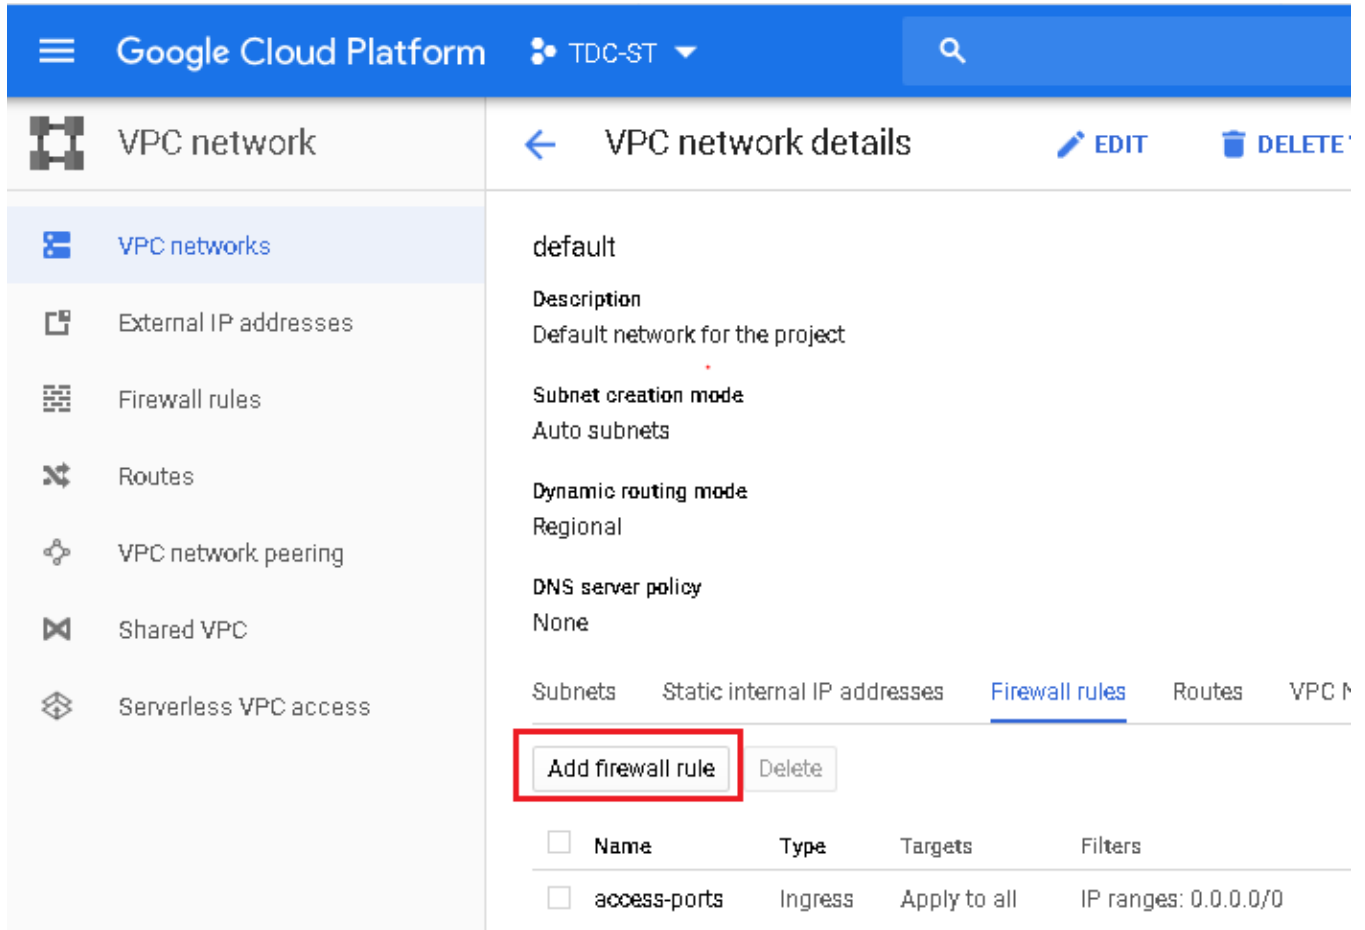 Google Cloud Platform TDC-ST
VPC network
VPC network details EDIT DELETE
VPC networks
External IP addresses
Firewall rules
Routes
VPC network peering
Shared VPC
Serverless VPC access
default
Description
Default network for the project
Subnet creation mode
Auto subnets
Dynamic routing mode
Regional
DNS server policy
None
Subnets Static internal IP addresses Firewall rules Routes VPC
Add firewall rule Delete
Name Type Targets Filters
access-ports Ingress Apply to all IP ranges: 0.0.0.0/0